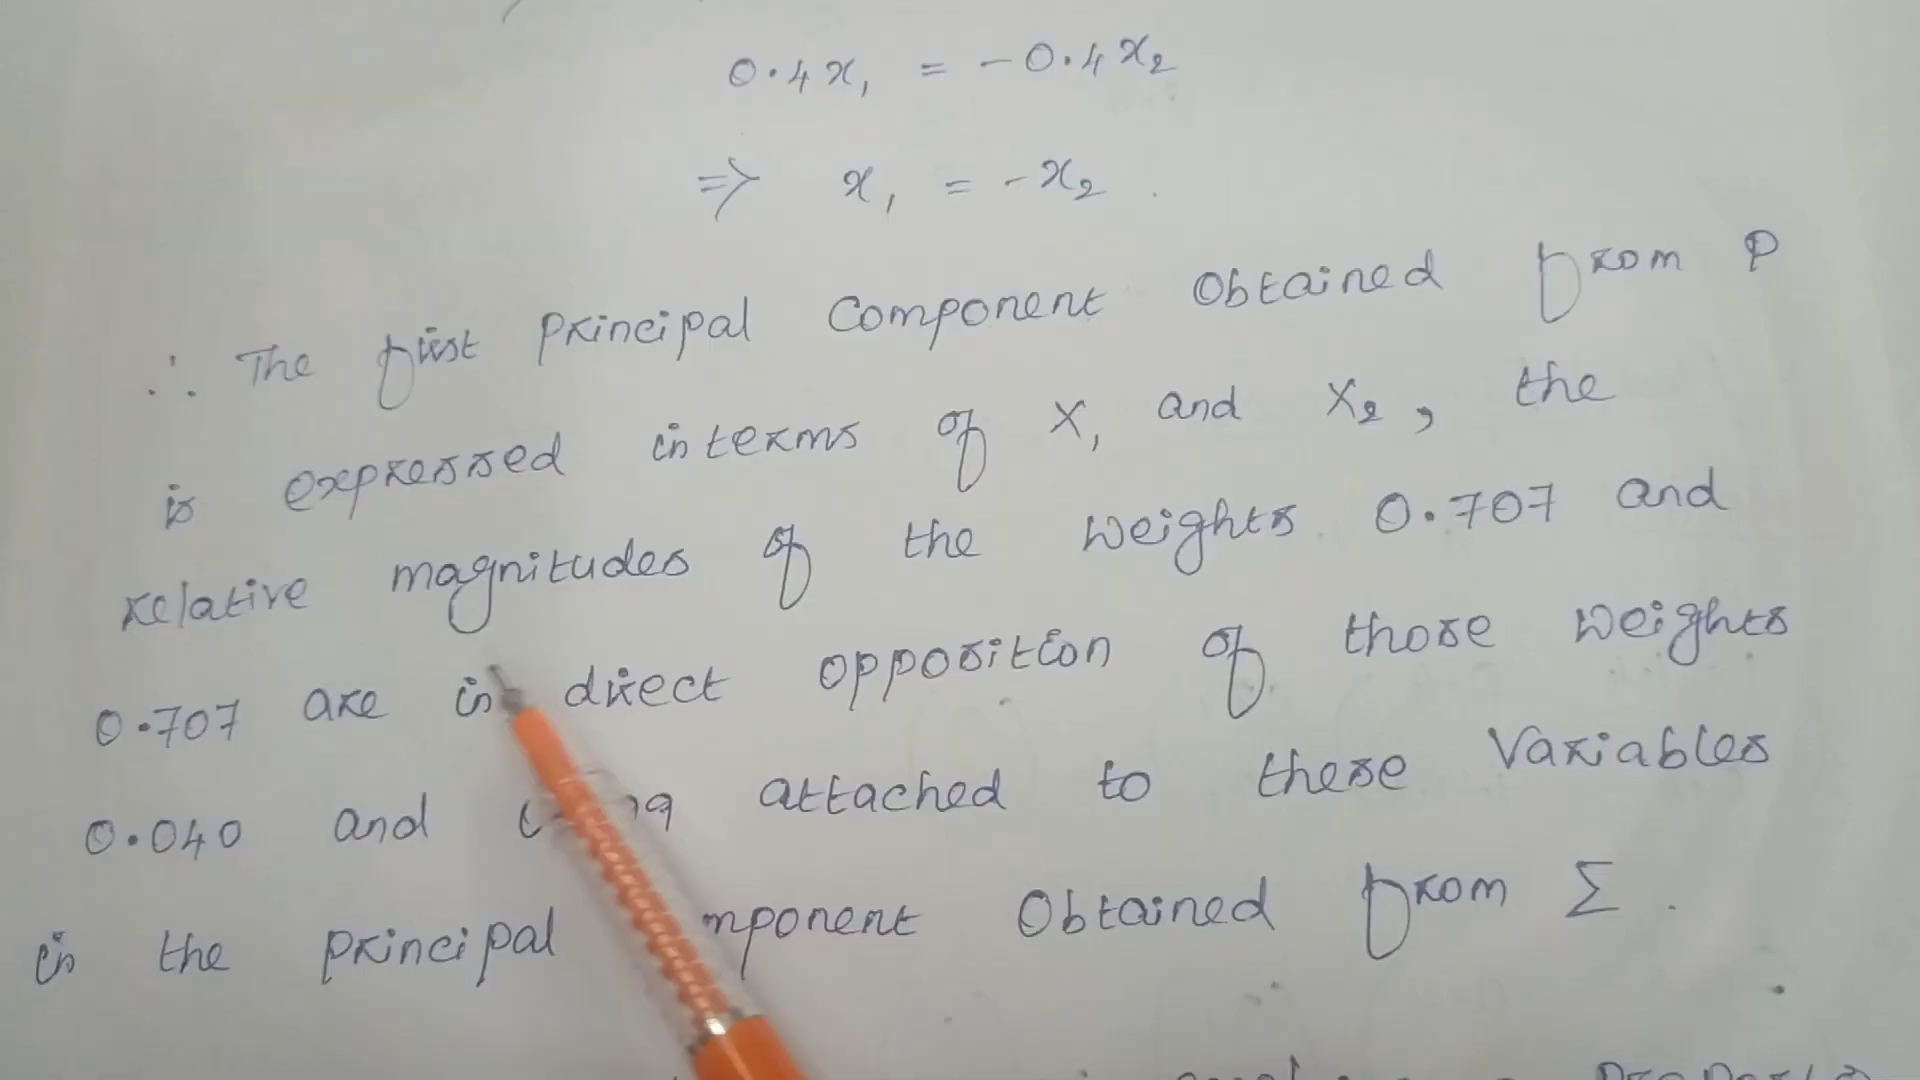 0.4x₁ = -0.4x₂
⇒ x₁ = -x₂.
∴ The first principal component obtained from P
is expressed in terms of X₁ and X₂, the
relative magnitudes of the weights 0.707 and
0.707 are in direct opposition of those weights
0.040 and attached to these variables
in the principal obtained from Σ.